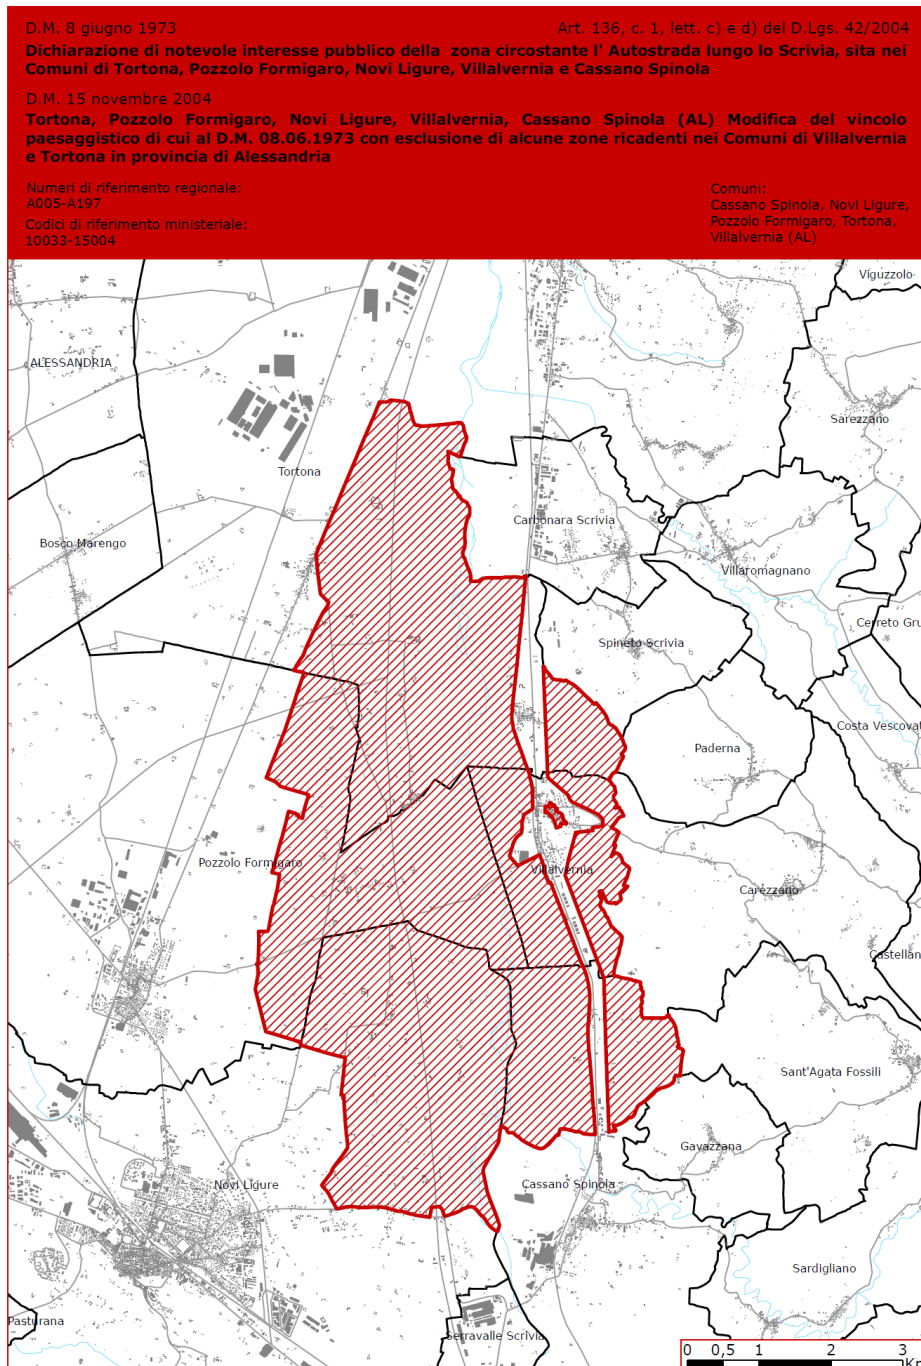 D.M. 8 giugno 1973
Art. 136, c. 1, lett. c) e d) del D.Lgs. 42/2004
Dichiarazione di notevole interesse pubblico della zona circostante l' Autostrada lungo lo Scrivia, sita nei
Comuni di Tortona, Pozzolo Formigaro, Novi Ligure, Villalvernia e Cassano Spinola
D.M. 15 novembre 2004
Tortona, Pozzolo Formigaro, Novi Ligure, Villalvernia, Cassano Spinola (AL) Modifica del vincolo
paesaggistico di cui al D.M. 08.06.1973 con esclusione di alcune zone ricadenti nei Comuni di Villalvernia
e Tortona in provincia di Alessandria
Numeri di riferimento regionale:
A005-A197
Codici di riferimento ministeriale:
10033-15004
Comuni:
Cassano Spinola, Novi Ligure,
Pozzolo Formigaro, Tortona,
Villalvernia (AL)
Viguzzolo
ALESSANDRIA
Sarezzano
Tortona
Carbonara Scrivia
Bosco Marengo
Villaromagnano
Cerreto Gru
Spineto Scrivia
Costa Vescovat
Paderna
Pozzolo Formigaro
Villalvernia
Carezzano
Castellan
Sant'Agata Fossili
Gavazzana
Novi Ligure
Cassano Spinola
Sardigliano
Pasturana
Serravalle Scrivia
0 0,5 1 2 3
Km